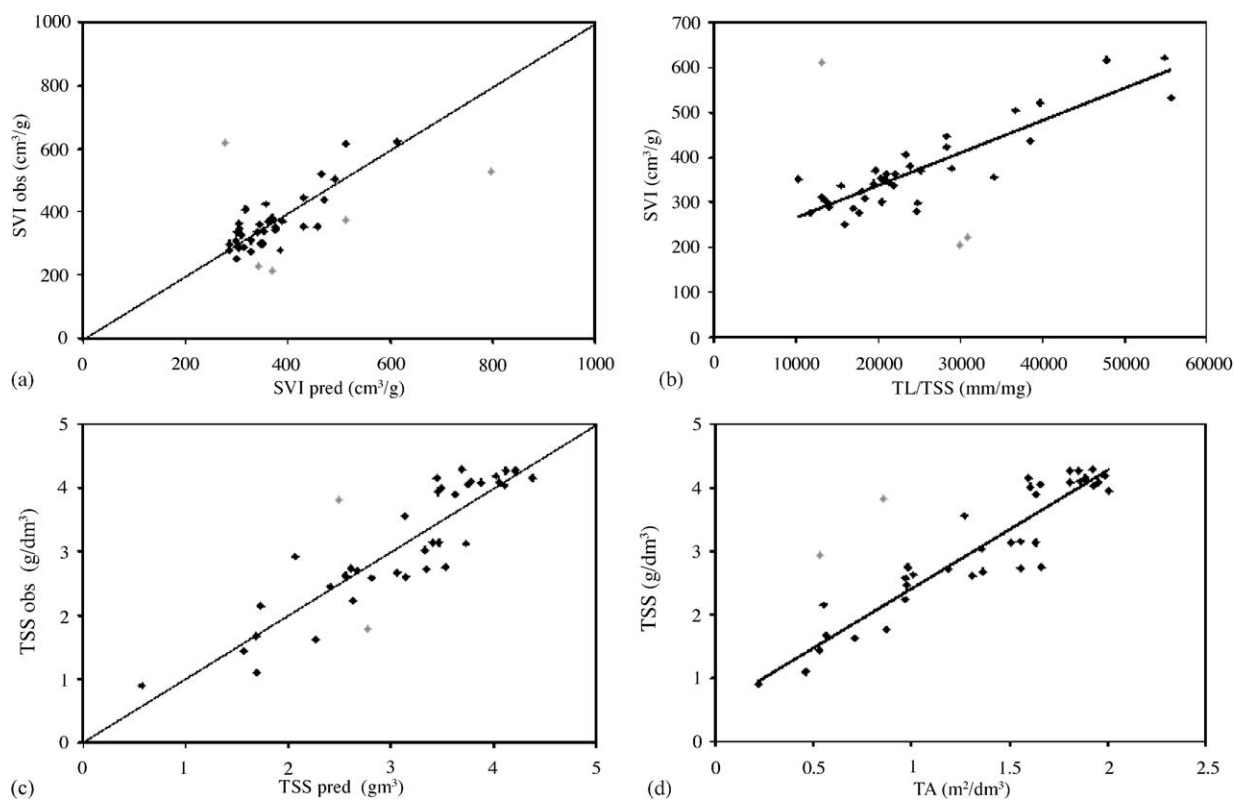 1000
800
600
400
200
0
SVI obs (cm³/g)
0 200 400 600 800 1000
(a) SVI pred (cm³/g)
700
600
500
400
300
200
100
0
SVI (cm³/g)
0 10000 20000 30000 40000 50000 60000
(b) TL/TSS (mm/mg)
5
4
3
2
1
0
TSS obs (g/dm³)
0 1 2 3 4 5
(c) TSS pred (gm³)
5
4
3
2
1
0
TSS (g/dm³)
0 0.5 1 1.5 2 2.5
(d) TA (m²/dm³)